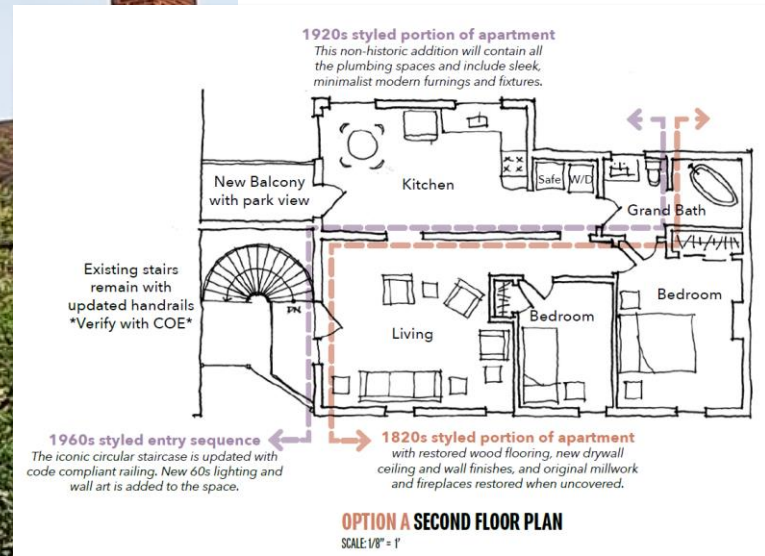 1920s styled portion of apartment
This non-historic addition will contain all
the plumbing spaces and include sleek,
minimalist modern furnings and fixtures.
New Balcony
with park view
Kitchen
Safe
W/D
Grand Bath
Existing stairs
remain with
updated handrails
*Verify with COE*
DN
Living
Bedroom
Bedroom
1960s styled entry sequence
The iconic circular staircase is updated with
code compliant railing. New 60s lighting and
wall art is added to the space.
1820s styled portion of apartment
with restored wood flooring, new drywall
ceiling and wall finishes, and original millwork
and fireplaces restored when uncovered.
OPTION A SECOND FLOOR PLAN
SCALE: 1/8" = 1'